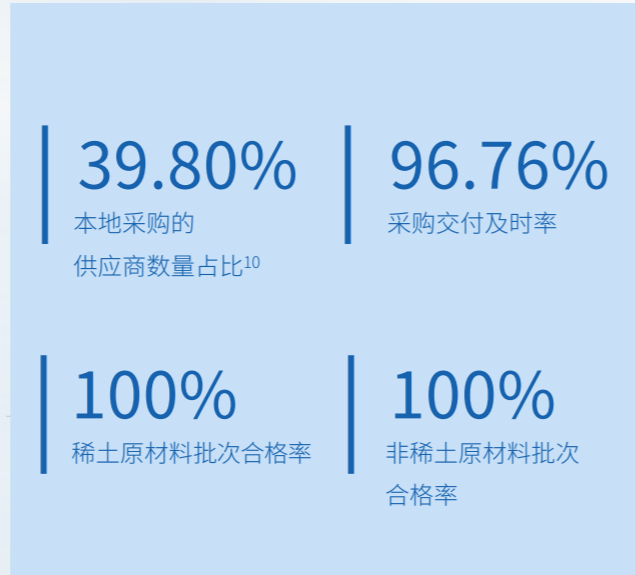 39.80%
本地采购的
供应商数量占比10
96.76%
采购交付及时率
100%
稀土原材料批次合格率
100%
非稀土原材料批次
合格率